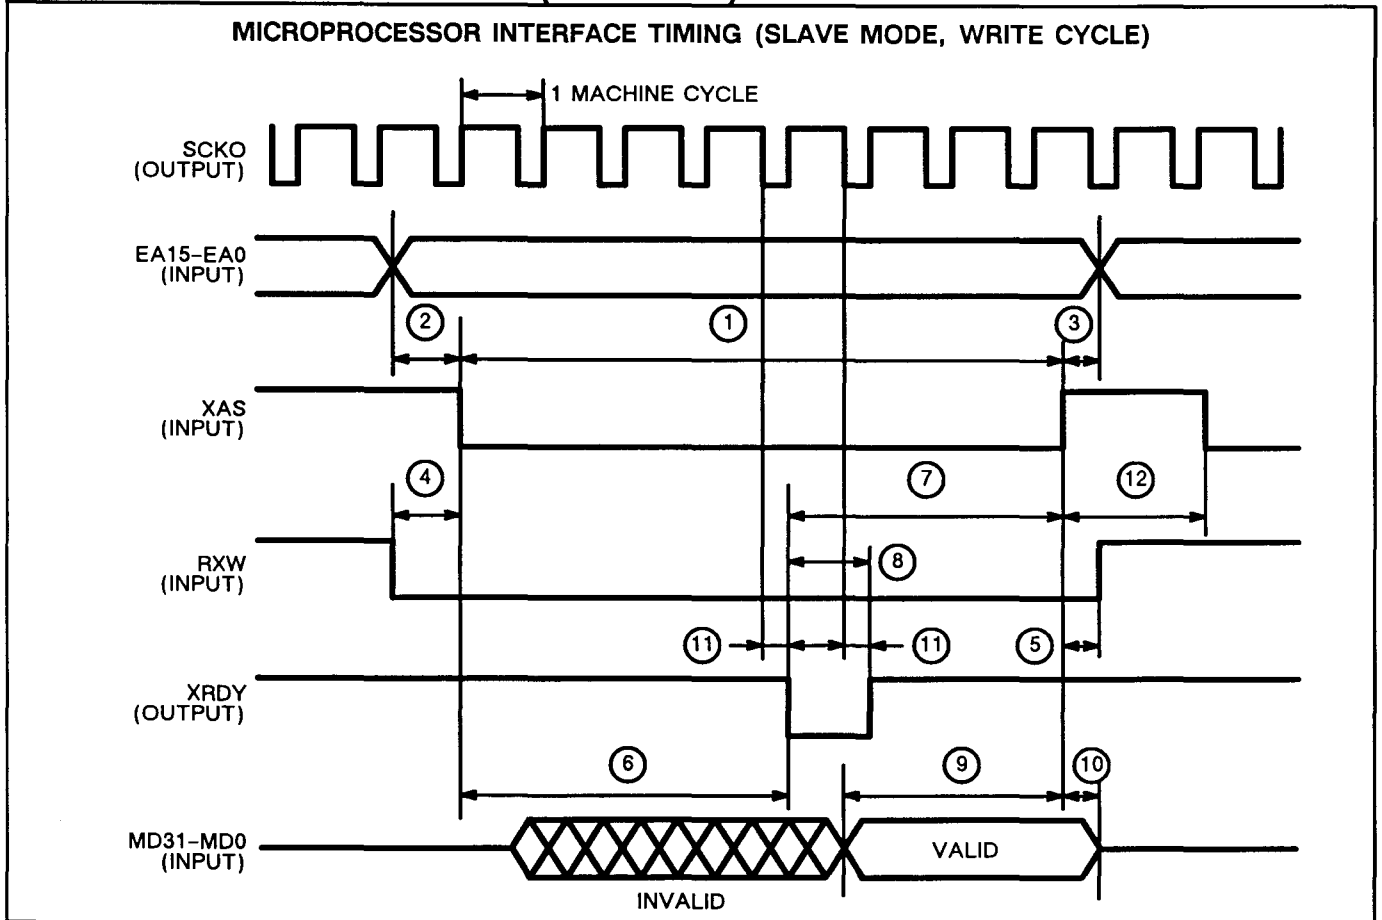 MICROPROCESSOR INTERFACE TIMING (SLAVE MODE, WRITE CYCLE)
1 MACHINE CYCLE
SCKO
(OUTPUT)
EA15-EA0
(INPUT)
2
1
3
XAS
(INPUT)
4
7
12
RXW
(INPUT)
8
11
11
5
XRDY
(OUTPUT)
6
9
10
MD31-MD0
(INPUT)
VALID
INVALID